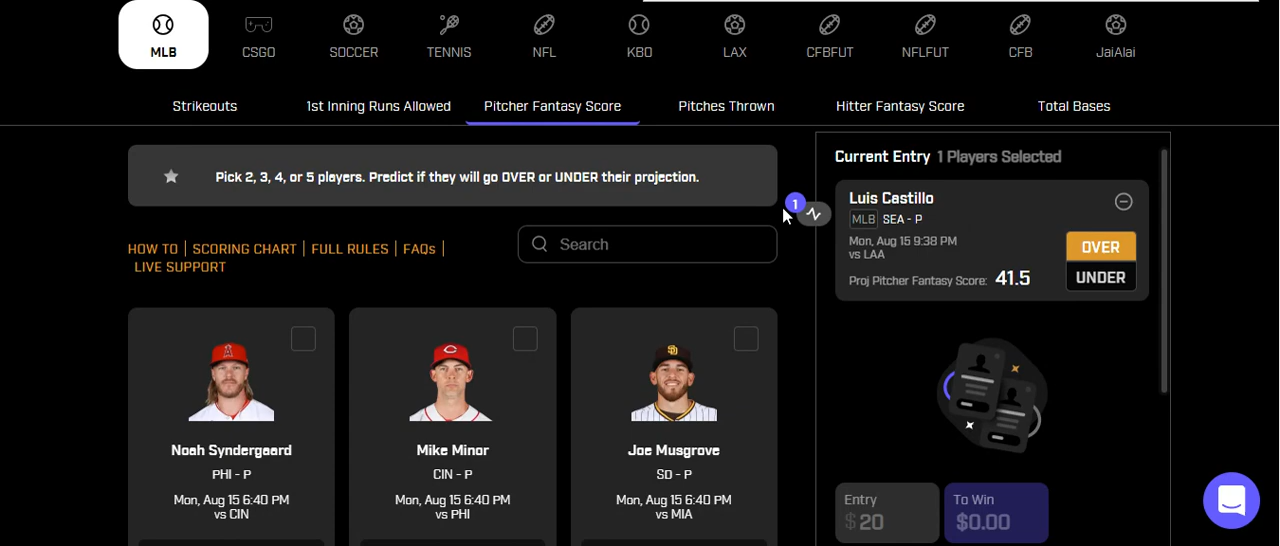 MLB
CSGO
SOCCER
TENNIS
NFL
KBO
LAX
CFBFUT
NFLFUT
CFB
JaiAlai
Strikeouts
1st Inning Runs Allowed
Pitcher Fantasy Score
Pitches Thrown
Hitter Fantasy Score
Total Bases
Pick 2, 3, 4, or 5 players. Predict if they will go OVER or UNDER their projection.
HOW TO | SCORING CHART | FULL RULES | FAQs |
LIVE SUPPORT
Search
Noah Syndergaard
PHI - P
Mon, Aug 15 6:40 PM
vs CIN
Mike Minor
CIN - P
Mon, Aug 15 6:40 PM
vs PHI
Joe Musgrove
SD - P
Mon, Aug 15 6:40 PM
vs MIA
1
Current Entry 1 Players Selected
Luis Castillo
MLB SEA - P
Mon, Aug 15 9:38 PM
vs LAA
Proj Pitcher Fantasy Score: 41.5
OVER
UNDER
Entry
$ 20
To Win
$0.00